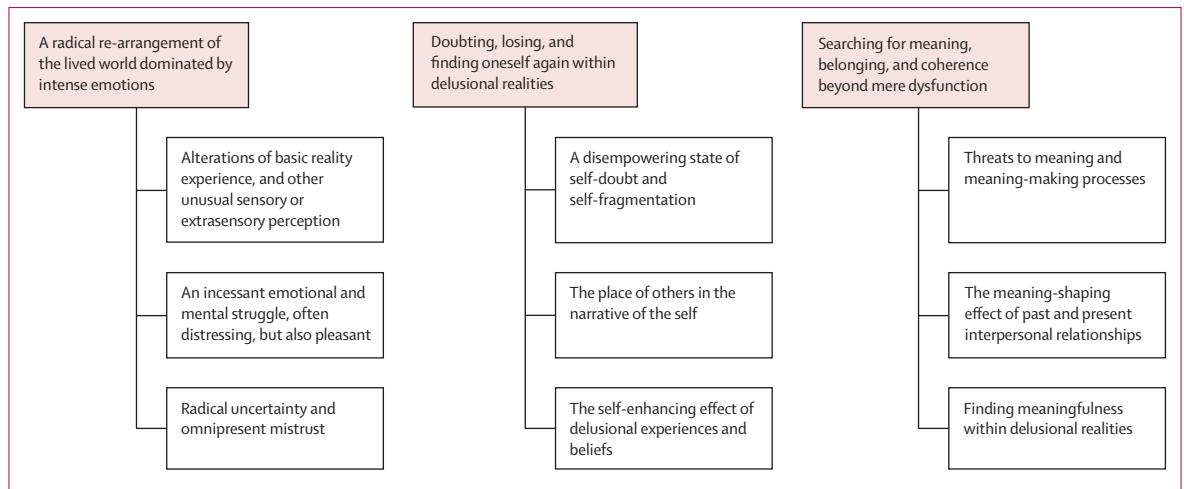 A radical re-arrangement of
the lived world dominated by
intense emotions
Alterations of basic reality
experience, and other
unusual sensory or
extrasensory perception
An incessant emotional and
mental struggle, often
distressing, but also pleasant
Radical uncertainty and
omnipresent mistrust
Doubting, losing, and
finding oneself again within
delusional realities
A disempowering state of
self-doubt and
self-fragmentation
The place of others in the
narrative of the self
The self-enhancing effect of
delusional experiences and
beliefs
Searching for meaning,
belonging, and coherence
beyond mere dysfunction
Threats to meaning and
meaning-making processes
The meaning-shaping
effect of past and present
interpersonal relationships
Finding meaningfulness
within delusional realities